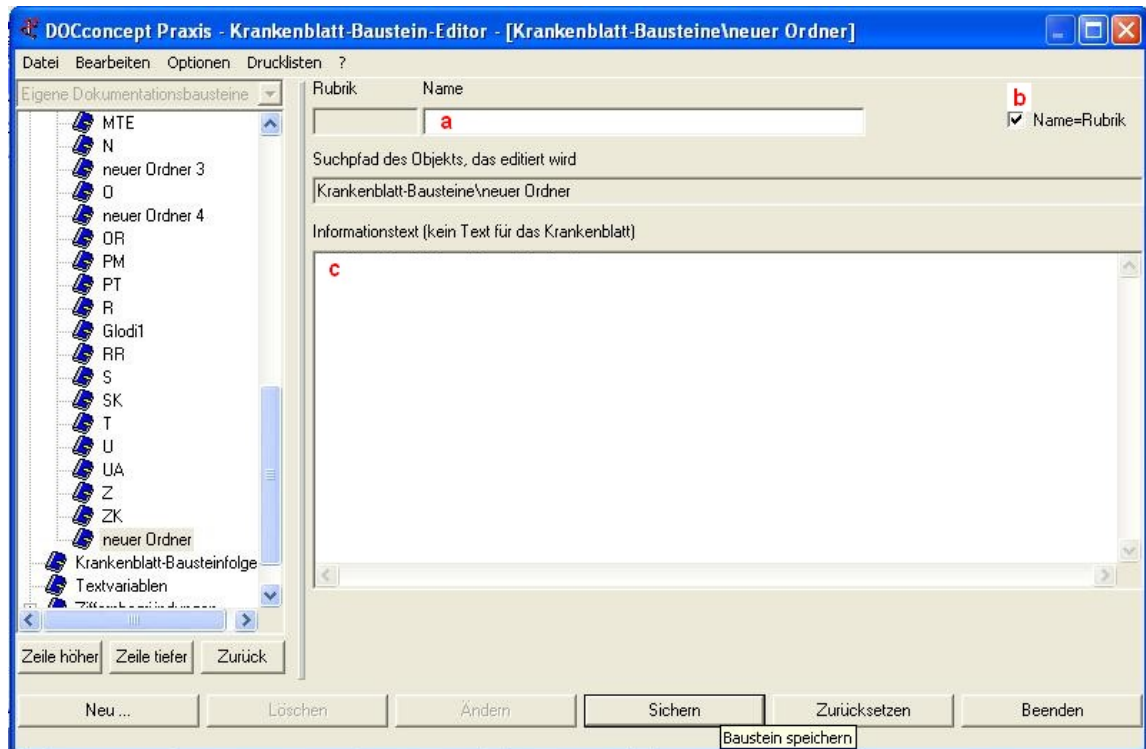 DOCconcept Praxis - Krankenblatt-Baustein-Editor - [Krankenblatt-Bausteine\neuer Ordner]
Datei Bearbeiten Optionen Drucklisten ?
Eigene Dokumentationsbausteine
MTE
N
neuer Ordner 3
O
neuer Ordner 4
OR
PM
PT
R
Glodi1
RR
S
SK
T
U
UA
Z
ZK
neuer Ordner
Krankenblatt-Bausteinfolge
Textvariablen
Zeile höher Zeile tiefer Zurück
Rubrik Name
a
b
Name=Rubrik
Suchpfad des Objekts, das editiert wird
Krankenblatt-Bausteine\neuer Ordner
Informationstext (kein Text für das Krankenblatt)
c
Neu ... Löschen Ändern Sichern Zurücksetzen Beenden
Baustein speichern